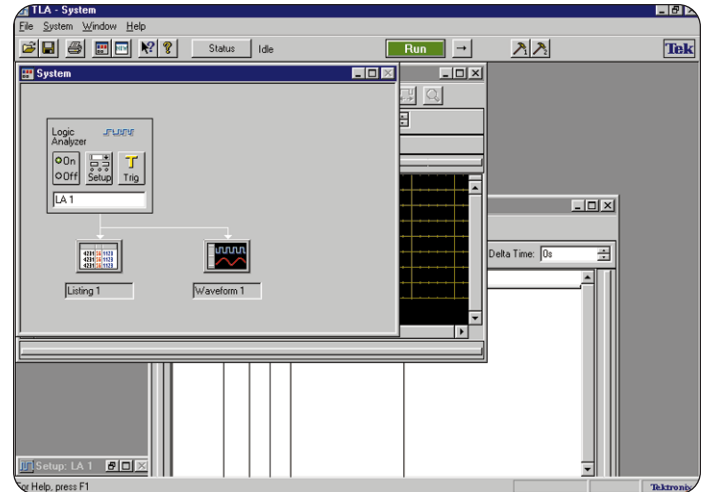 TLA - System
File System Window Help
Status Idle Run Tek
System
Logic
Analyzer
On
Off
Setup Trig
LA 1
Listing 1 Waveform 1
Delta Time: 0s
Setup: LA 1
For Help, press F1 Tektronix